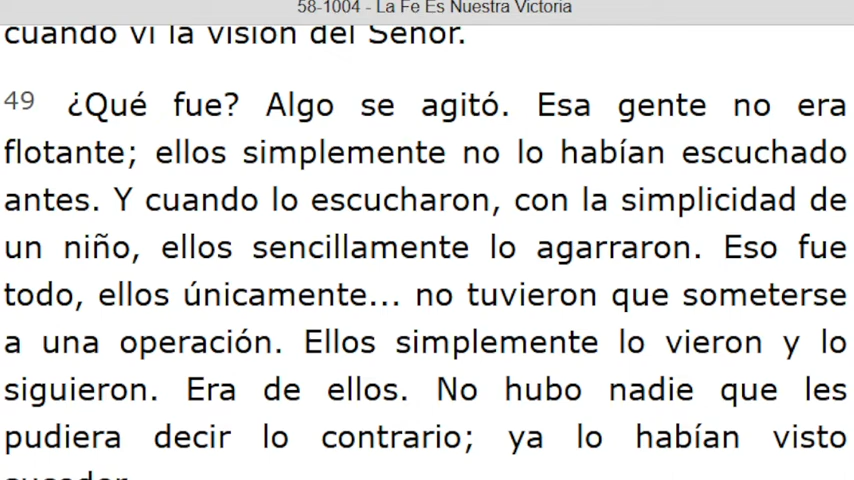 58-1004 - La Fe Es Nuestra Victoria
cuando vi la visión del Señor.
49 ¿Qué fue? Algo se agitó. Esa gente no era
flotante; ellos simplemente no lo habían escuchado
antes. Y cuando lo escucharon, con la simplicidad de
un niño, ellos sencillamente lo agarraron. Eso fue
todo, ellos únicamente... no tuvieron que someterse
a una operación. Ellos simplemente lo vieron y lo
siguieron. Era de ellos. No hubo nadie que les
pudiera decir lo contrario; ya lo habían visto
suceder.